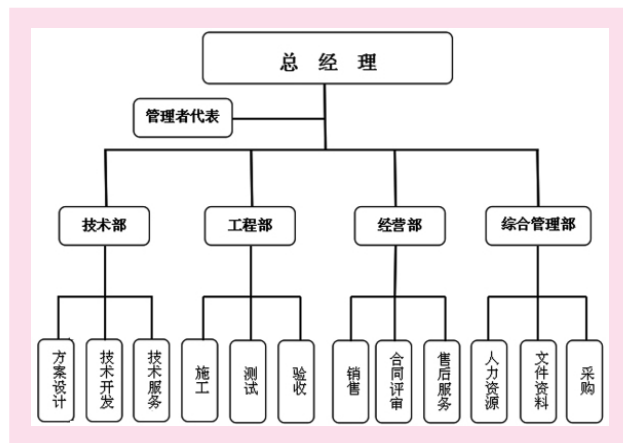 总 经 理
管理者代表
技术部
工程部
经营部
综合管理部
方案设计
技术开发
技术服务
施工
测试
验收
销售
合同评审
售后服务
人力资源
文件资料
采购